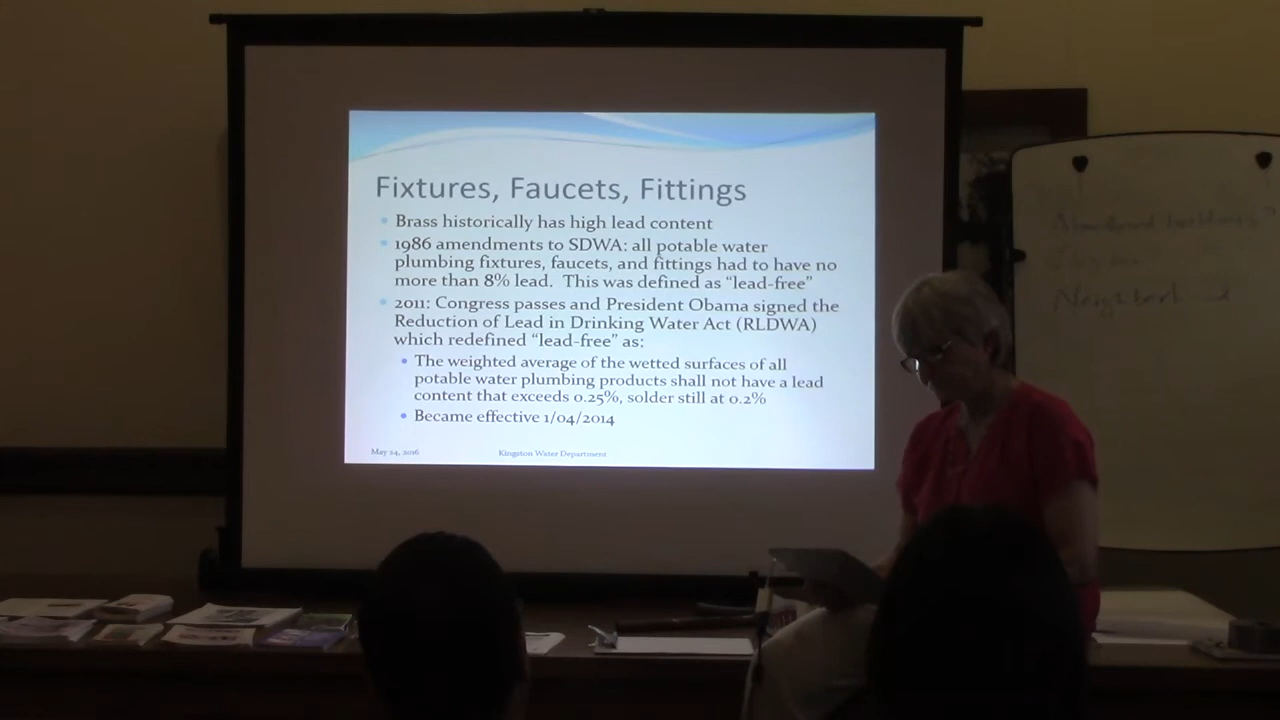 Fixtures, Faucets, Fittings
Brass historically has high lead content
1986 amendments to SDWA: all potable water
plumbing fixtures, faucets, and fittings had to have no
more than 8% lead. This was defined as “lead-free”
2011: Congress passes and President Obama signed the
Reduction of Lead in Drinking Water Act (RLDWA)
which redefined “lead-free” as:
The weighted average of the wetted surfaces of all
potable water plumbing products shall not have a lead
content that exceeds 0.25%, solder still at 0.2%
Became effective 1/04/2014
May 24, 2016
Kingston Water Department